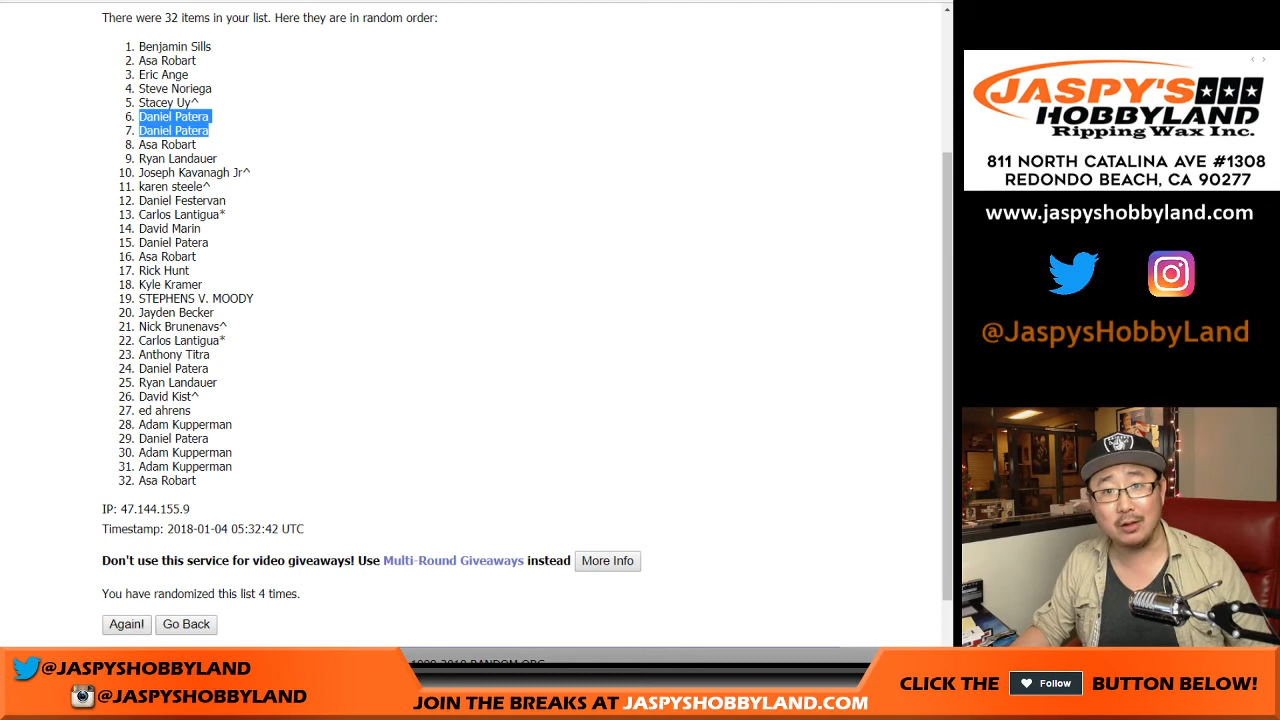 There were 32 items in your list. Here they are in random order:
1. Benjamin Sills
2. Asa Robart
3. Eric Ange
4. Steve Noriega
5. Stacey Uy^
6. Daniel Patera
7. Daniel Patera
8. Asa Robart
9. Ryan Landauer
10. Joseph Kavanagh Jr^
11. karen steele^
12. Daniel Festervan
13. Carlos Lantigua*
14. David Marin
15. Daniel Patera
16. Asa Robart
17. Rick Hunt
18. Kyle Kramer
19. STEPHENS V. MOODY
20. Jayden Becker
21. Nick Brunenavs^
22. Carlos Lantigua*
23. Anthony Titra
24. Daniel Patera
25. Ryan Landauer
26. David Kist^
27. ed ahrens
28. Adam Kupperman
29. Daniel Patera
30. Adam Kupperman
31. Adam Kupperman
32. Asa Robart
IP: 47.144.155.9
Timestamp: 2018-01-04 05:32:42 UTC
Don't use this service for video giveaways! Use Multi-Round Giveaways instead More Info
You have randomized this list 4 times.
Again! Go Back
JASPY'S
HOBBYLAND
Ripping Wax Inc.
811 NORTH CATALINA AVE #1308
REDONDO BEACH, CA 90277
www.jaspyshobbyland.com
@JaspysHobbyLand
@JASPYSHOBBYLAND
@JASPYSHOBBYLAND
JOIN THE BREAKS AT JASPYSHOBBYLAND.COM
CLICK THE Follow BUTTON BELOW!